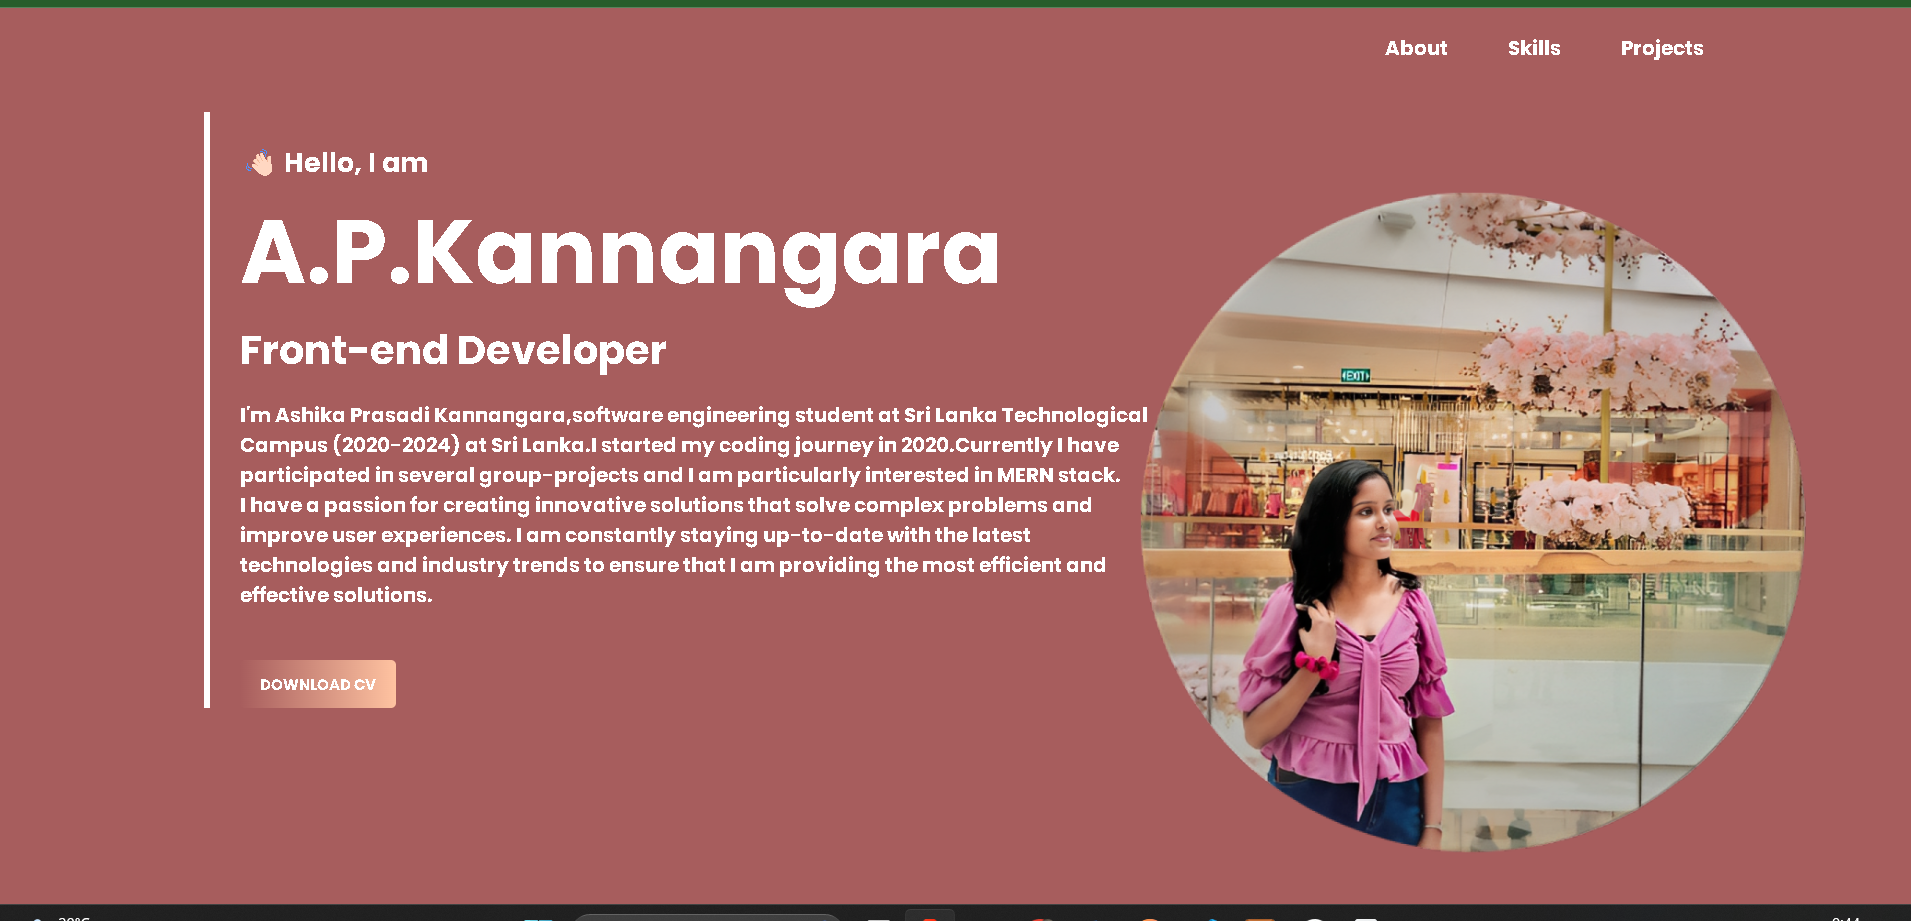 About Skills Projects
👋🏻 Hello, I am
A.P.Kannangara
Front-end Developer
I'm Ashika Prasadi Kannangara,software engineering student at Sri Lanka Technological
Campus (2020-2024) at Sri Lanka.I started my coding journey in 2020.Currently I have
participated in several group-projects and I am particularly interested in MERN stack.
I have a passion for creating innovative solutions that solve complex problems and
improve user experiences. I am constantly staying up-to-date with the latest
technologies and industry trends to ensure that I am providing the most efficient and
effective solutions.
DOWNLOAD CV
EXIT